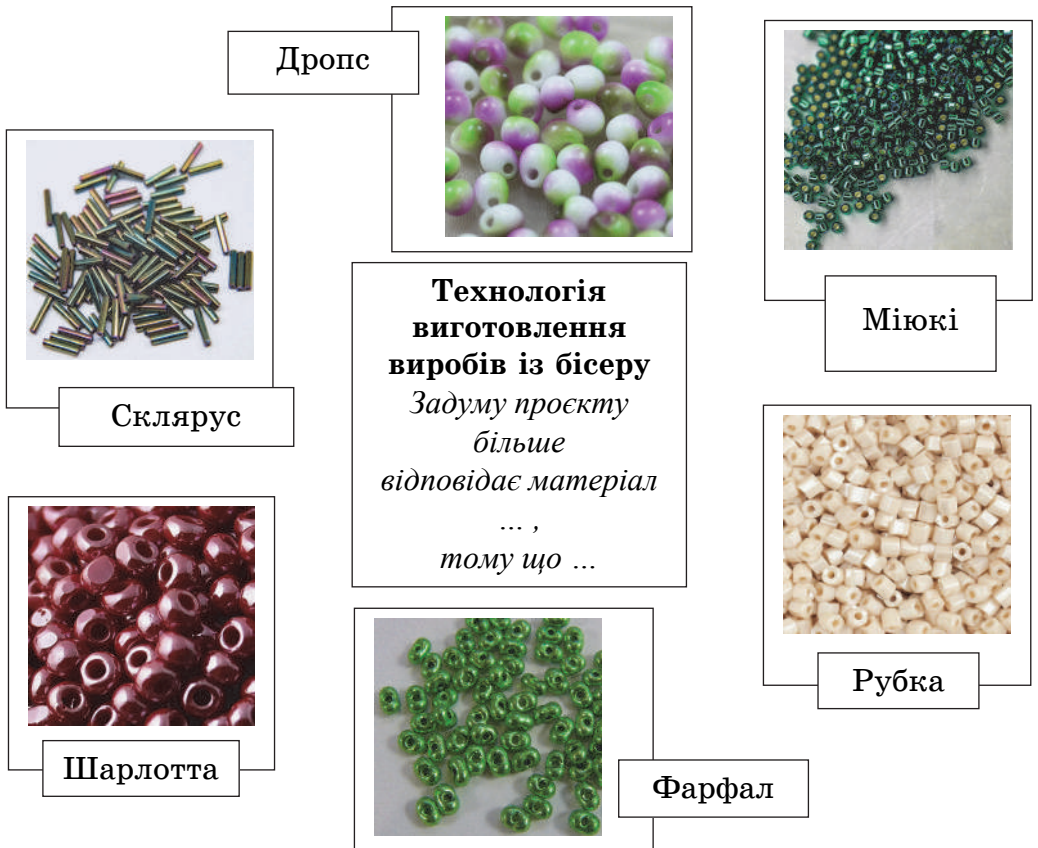 Дропс
Склярус
Міюкі
Технологія
виготовлення
виробів із бісеру
Задуму проєкту
більше
відповідає матеріал
... ,
тому що ...
Шарлотта
Рубка
Фарфал